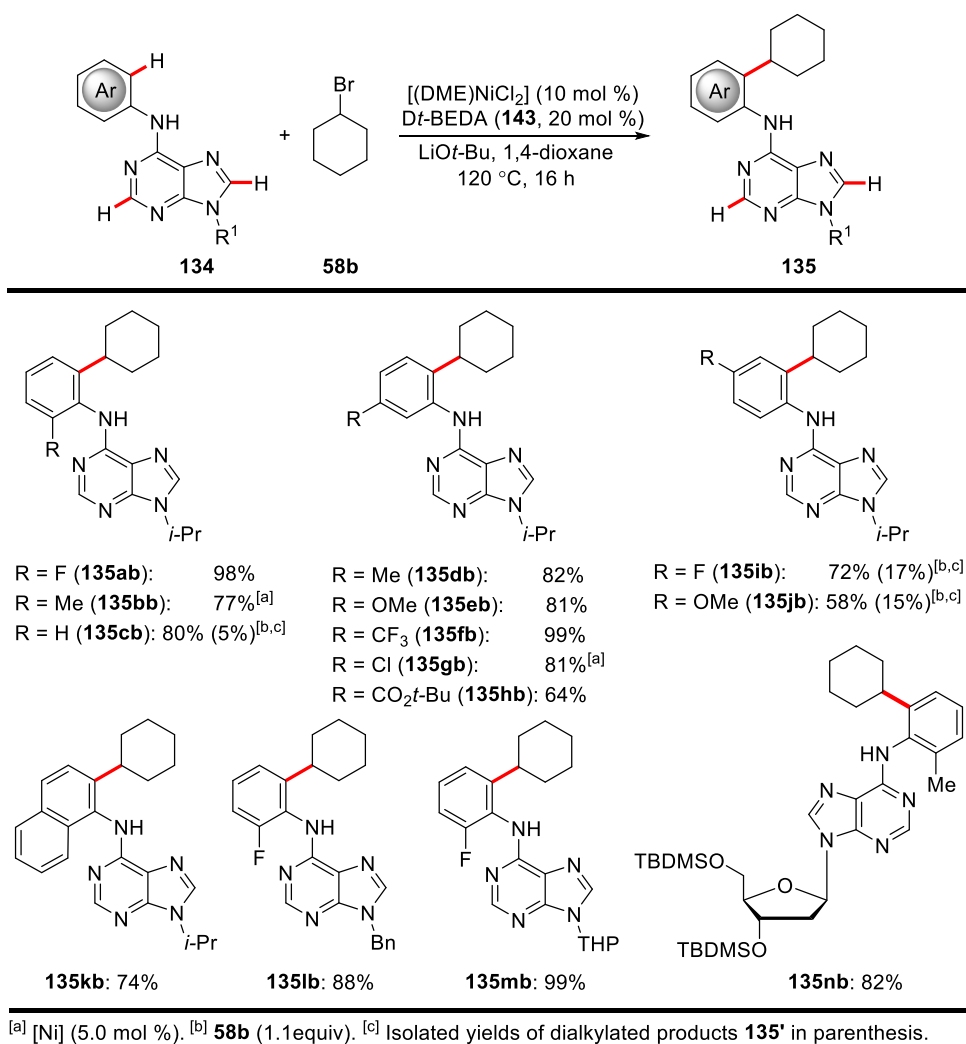 H
Ar
NH
N
N
N
N
H
H
R¹
134
+
Br
58b
[(DME)NiCl₂] (10 mol %)
Dt-BEDA (143, 20 mol %)
LiOt-Bu, 1,4-dioxane
120 °C, 16 h
Ar
NH
N
N
N
N
H
H
R¹
135
R
NH
N
N
N
N
i-Pr
R = F (135ab): 98%
R = Me (135bb): 77%[a]
R = H (135cb): 80% (5%)[b,c]
R
NH
N
N
N
N
i-Pr
R = Me (135db): 82%
R = OMe (135eb): 81%
R = CF₃ (135fb): 99%
R = Cl (135gb): 81%[a]
R = CO₂t-Bu (135hb): 64%
R
NH
N
N
N
N
i-Pr
R = F (135ib): 72% (17%)[b,c]
R = OMe (135jb): 58% (15%)[b,c]
NH
N
N
N
N
i-Pr
135kb: 74%
F
NH
N
N
N
N
Bn
135lb: 88%
F
NH
N
N
N
N
THP
135mb: 99%
NH
Me
N
N
N
N
TBDMSO
O
TBDMSO
135nb: 82%
[a] [Ni] (5.0 mol %). [b] 58b (1.1equiv). [c] Isolated yields of dialkylated products 135' in parenthesis.